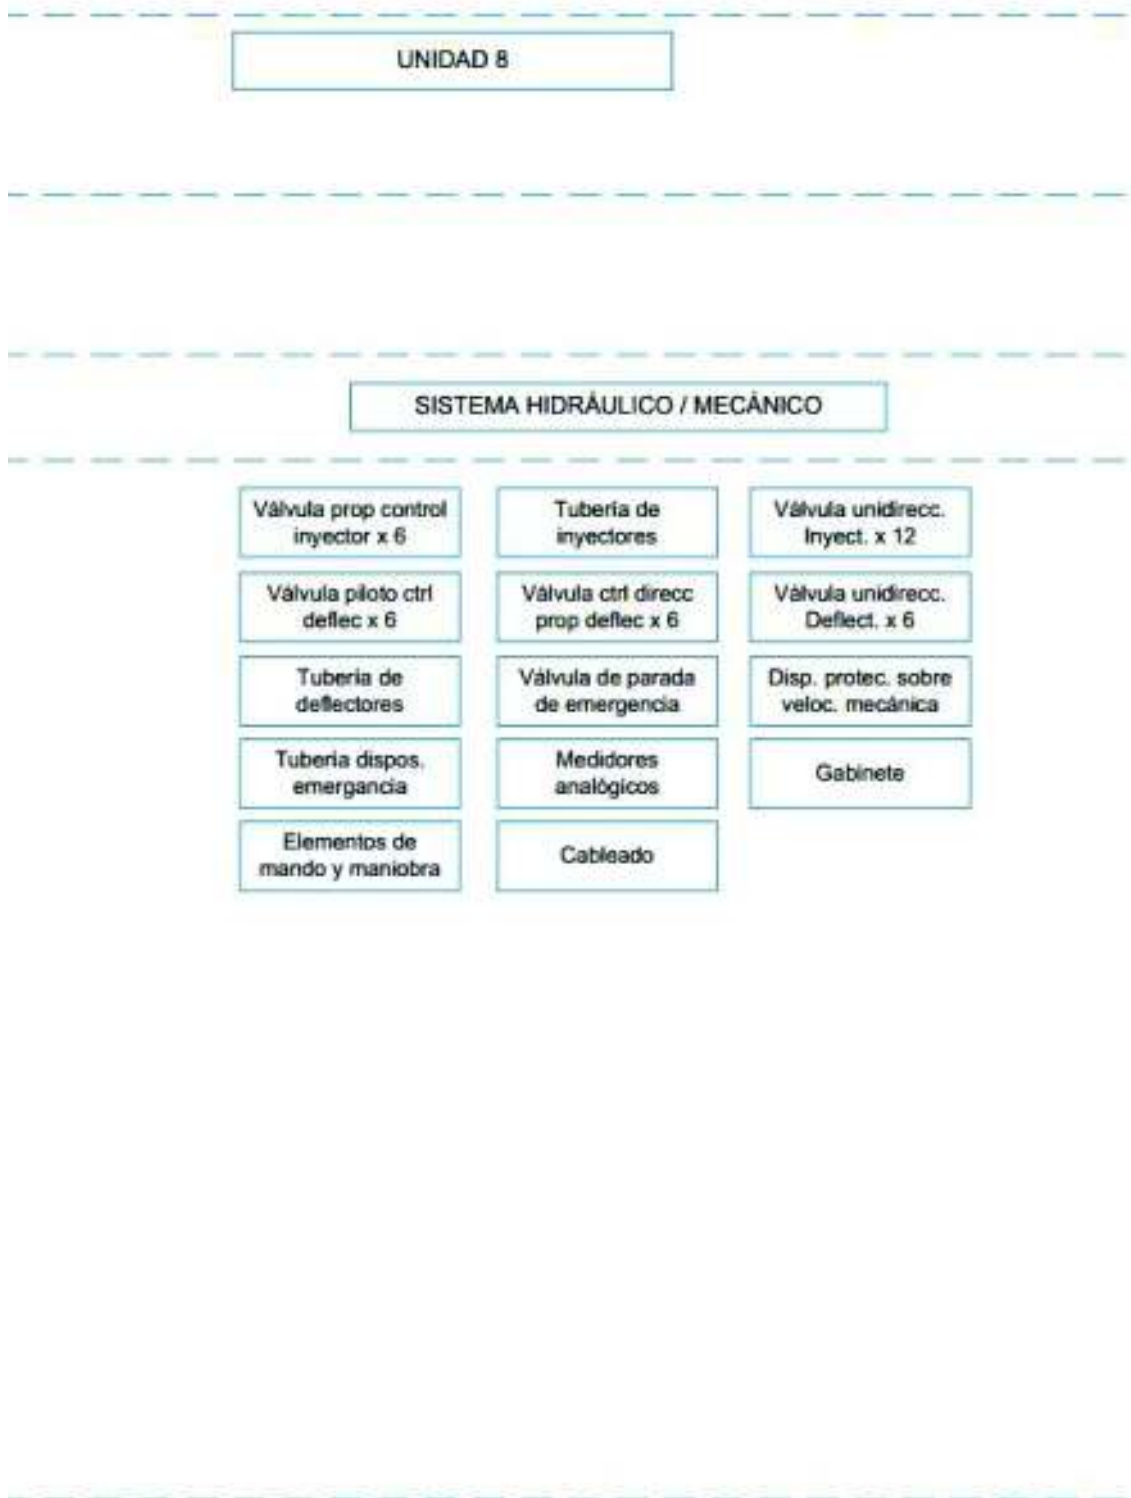 UNIDAD 8
SISTEMA HIDRÁULICO / MECÁNICO
Válvula prop control
inyector x 6
Tubería de
inyectores
Válvula unidirecc.
Inyect. x 12
Válvula piloto ctrl
deflec x 6
Válvula ctrl direcc
prop deflec x 6
Válvula unidirecc.
Deflect. x 6
Tubería de
deflectores
Válvula de parada
de emergencia
Disp. protec. sobre
veloc. mecánica
Tubería dispos.
emergancia
Medidores
analógicos
Gabinete
Elementos de
mando y maniobra
Cableado